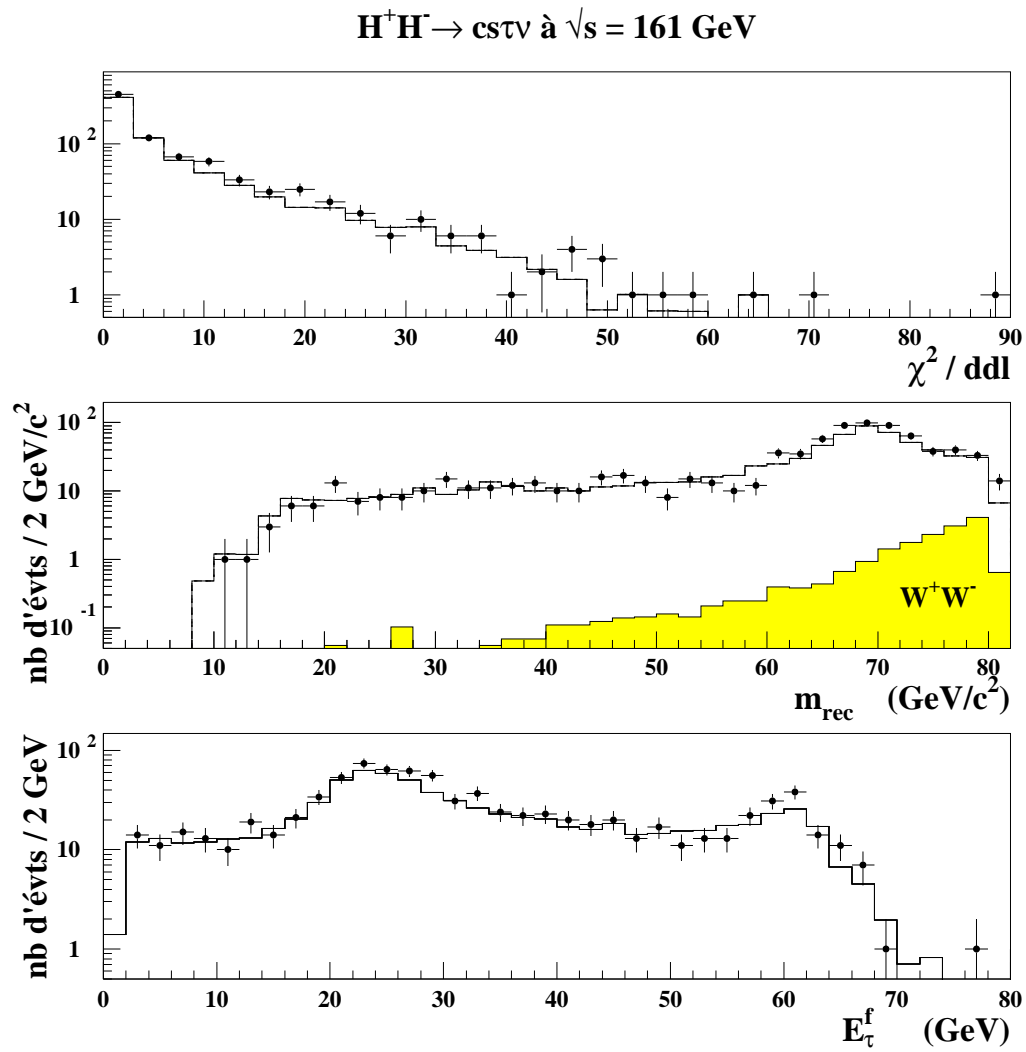 H⁺H⁻→ csτν à √s = 161 GeV
10²
10
1
0 10 20 30 40 50 60 70 80 90
χ² / ddl
nb d'évts / 2 GeV/c²
10²
10
1
10⁻¹
W⁺W⁻
0 10 20 30 40 50 60 70 80
m_rec (GeV/c²)
nb d'évts / 2 GeV
10²
10
1
0 10 20 30 40 50 60 70 80
E_τ^f (GeV)